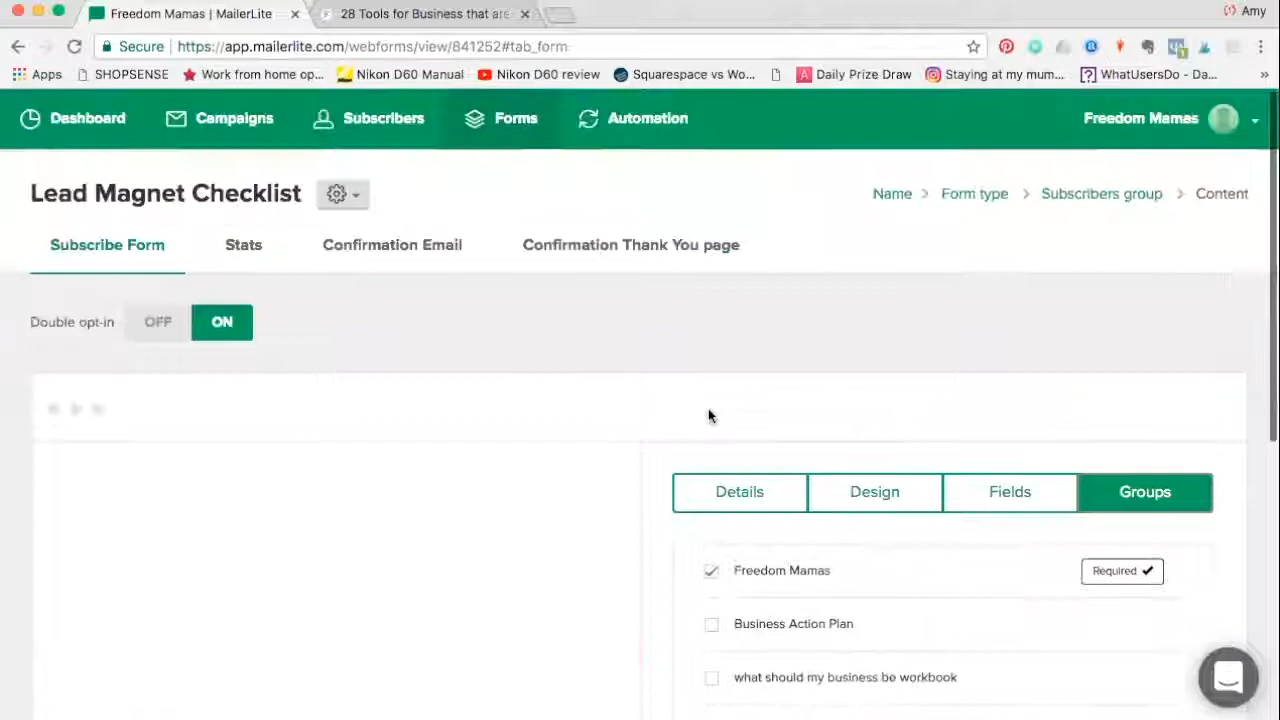 Freedom Mamas | MailerLite
28 Tools for Business that are
Amy
Secure
https://app.mailerlite.com/webforms/view/841252#tab_form
Apps
SHOPSENSE
Work from home op...
Nikon D60 Manual
Nikon D60 review
Squarespace vs Wo...
Daily Prize Draw
Staying at my mum...
WhatUsersDo - Da...
»
Dashboard
Campaigns
Subscribers
Forms
Automation
Freedom Mamas
Lead Magnet Checklist
Name > Form type > Subscribers group > Content
Subscribe Form
Stats
Confirmation Email
Confirmation Thank You page
Double opt-in
OFF
ON
Details
Design
Fields
Groups
Freedom Mamas
Required
Business Action Plan
what should my business be workbook